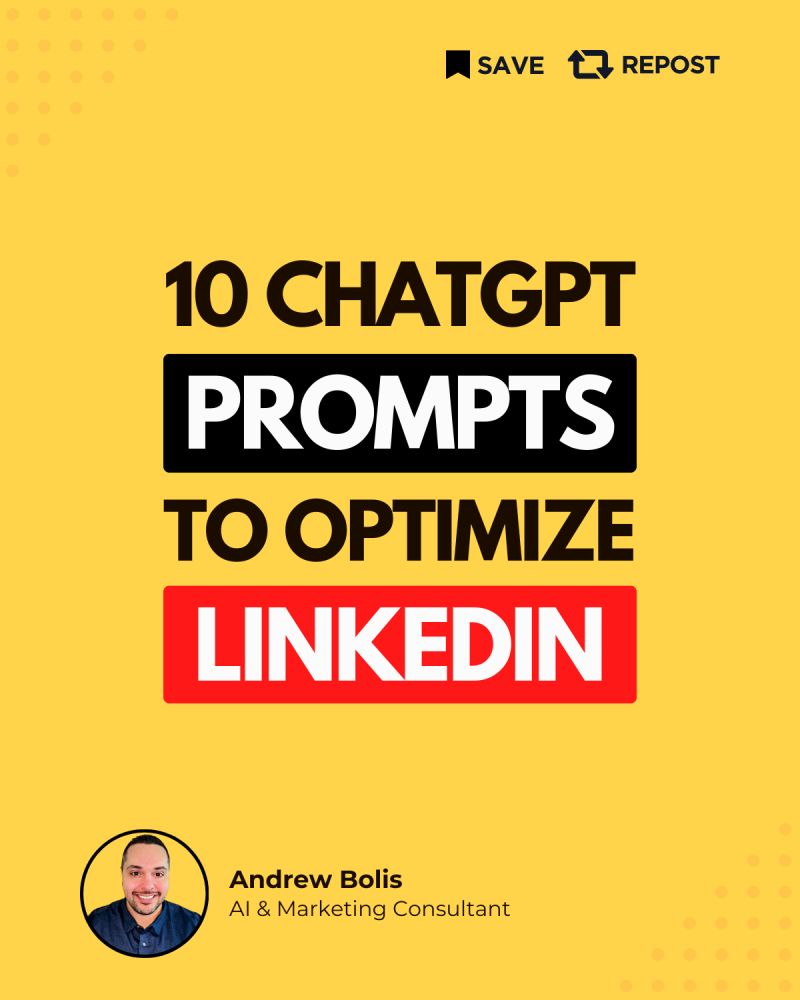 SAVE REPOST
10 CHATGPT
PROMPTS
TO OPTIMIZE
LINKEDIN
Andrew Bolis
AI & Marketing Consultant